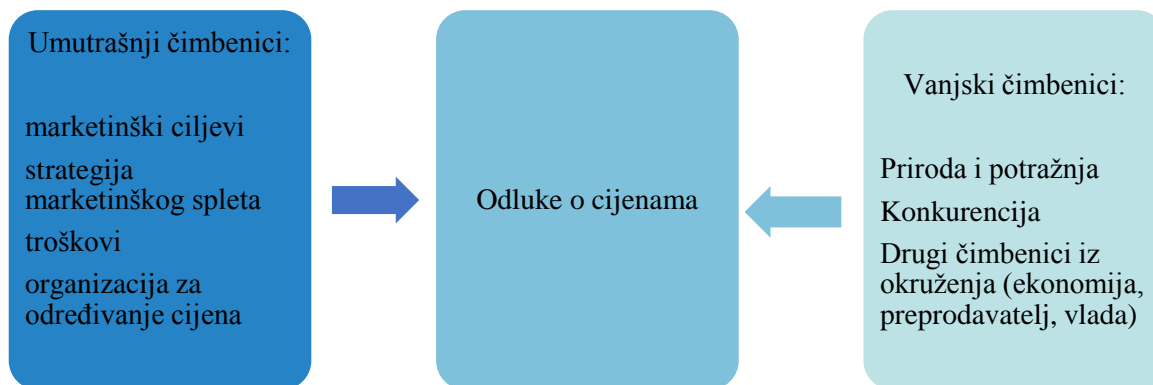 Umutrašnji čimbenici:
marketinški ciljevi
strategija
marketinškog spleta
troškovi
organizacija za
određivanje cijena
Odluke o cijenama
Vanjski čimbenici:
Priroda i potražnja
Konkurencija
Drugi čimbenici iz
okruženja (ekonomija,
preprodavatelj, vlada)